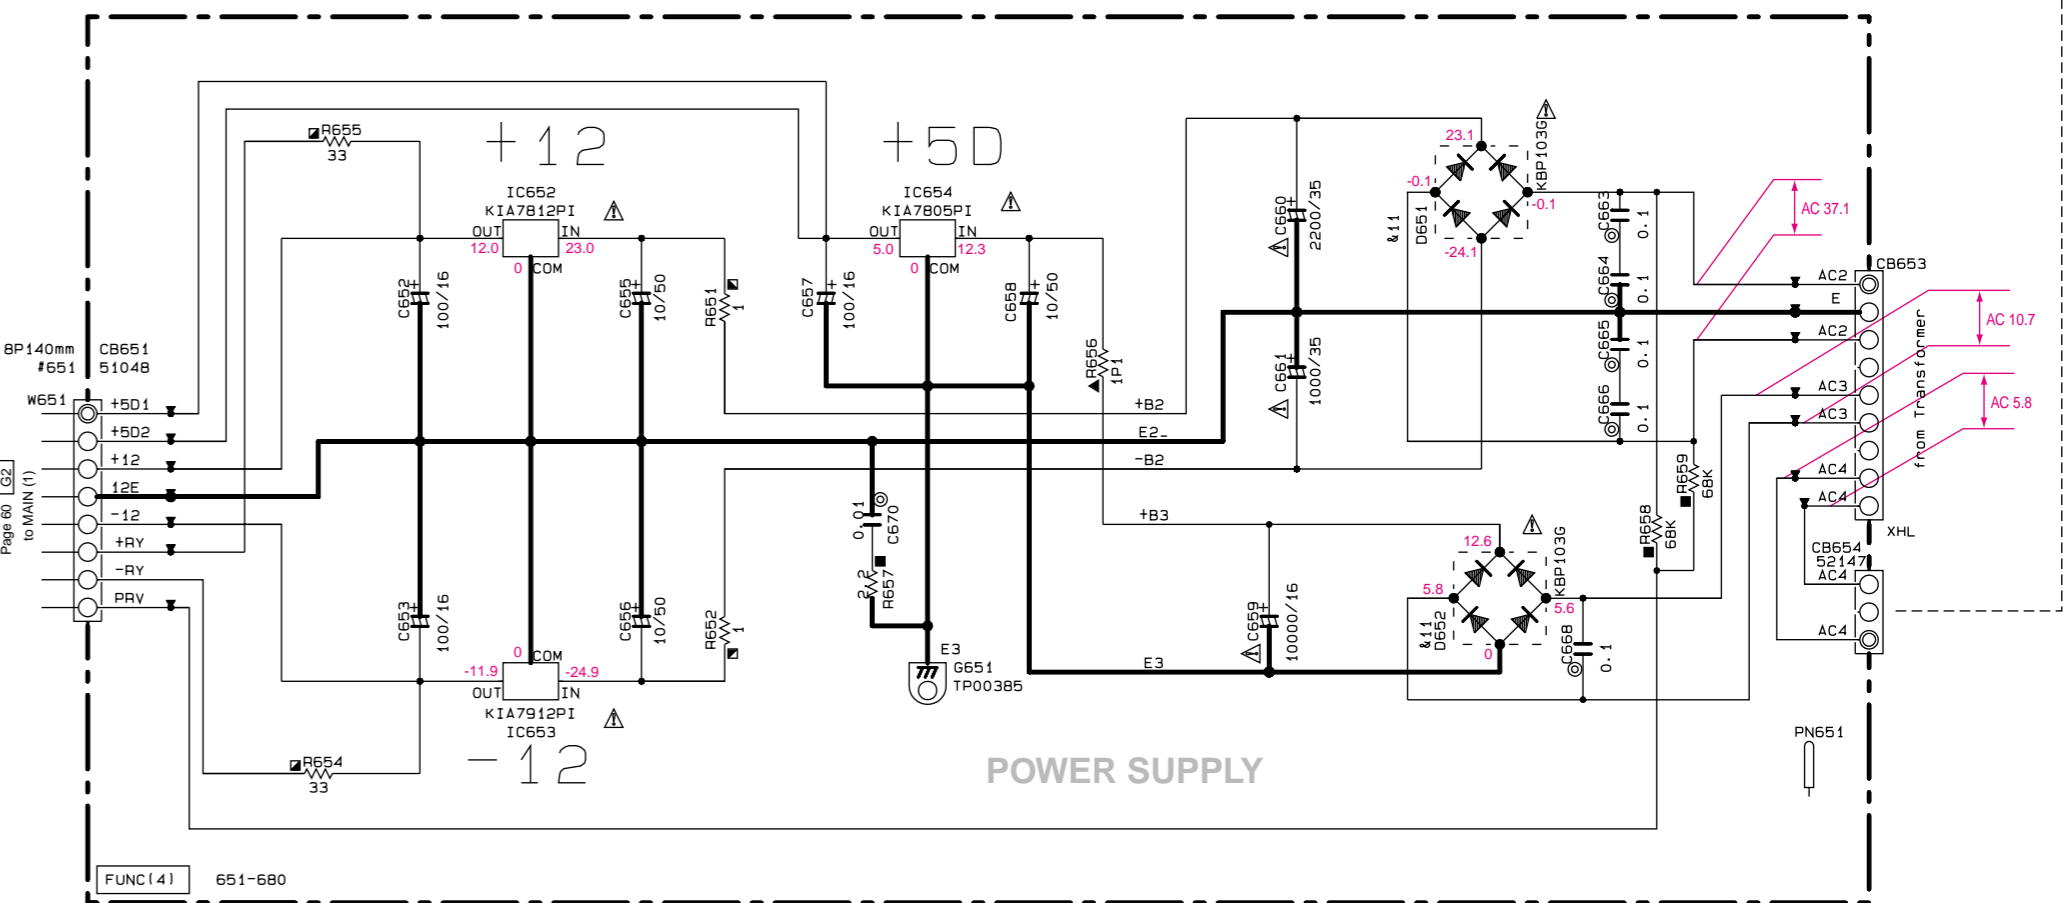 R655
33
+12
+5D
IC652
KIA7812PI
OUT
IN
12.0
23.0
0
COM
IC654
KIA7805PI
OUT
IN
5.0
12.3
0
COM
C652
+
100/16
C655
+
10/50
R651
1
C657
+
100/16
C658
+
10/50
R656
1P1
C660
+
2200/35
C661
+
1000/35
23.1
-0.1
-0.1
-24.1
&11
D651
KBP103G
C663
0.1
C664
0.1
C665
0.1
C666
0.1
AC 37.1
AC 10.7
AC 5.8
CB653
AC2
E
AC2
AC3
AC3
AC4
AC4
from Transformer
XHL
CB654
52147
AC4
AC4
8P140mm
#651
CB651
51048
W651
+5D1
+5D2
+12
12E
-12
+RY
-RY
PRV
Page 60
G2
to MAIN (1)
+B2
E2
-B2
+B3
E3
0.01
C670
R657
2.2
E3
G651
TP00385
C653
+
100/16
C656
+
10/50
R652
1
0
COM
-11.9
-24.9
OUT
IN
KIA7912PI
IC653
-12
R654
33
C659
+
10000/16
12.6
5.8
5.6
0
&11
D652
KBP103G
C668
0.1
R658
68K
R659
68K
PN651
POWER SUPPLY
FUNC(4)
651-680